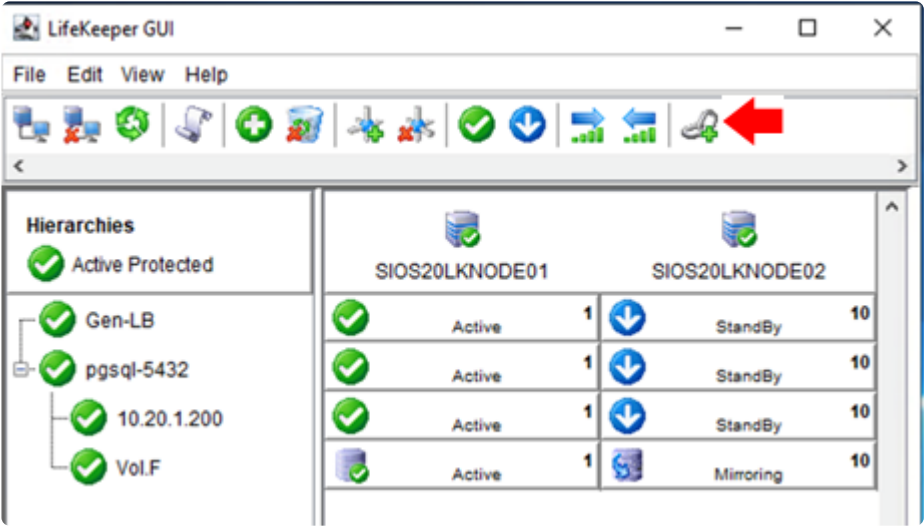 LifeKeeper GUI
File Edit View Help
Hierarchies
Active Protected
SIOS20LKNODE01 SIOS20LKNODE02
Gen-LB Active 1 StandBy 10
pgsql-5432 Active 1 StandBy 10
10.20.1.200 Active 1 StandBy 10
Vol.F Active 1 Mirroring 10